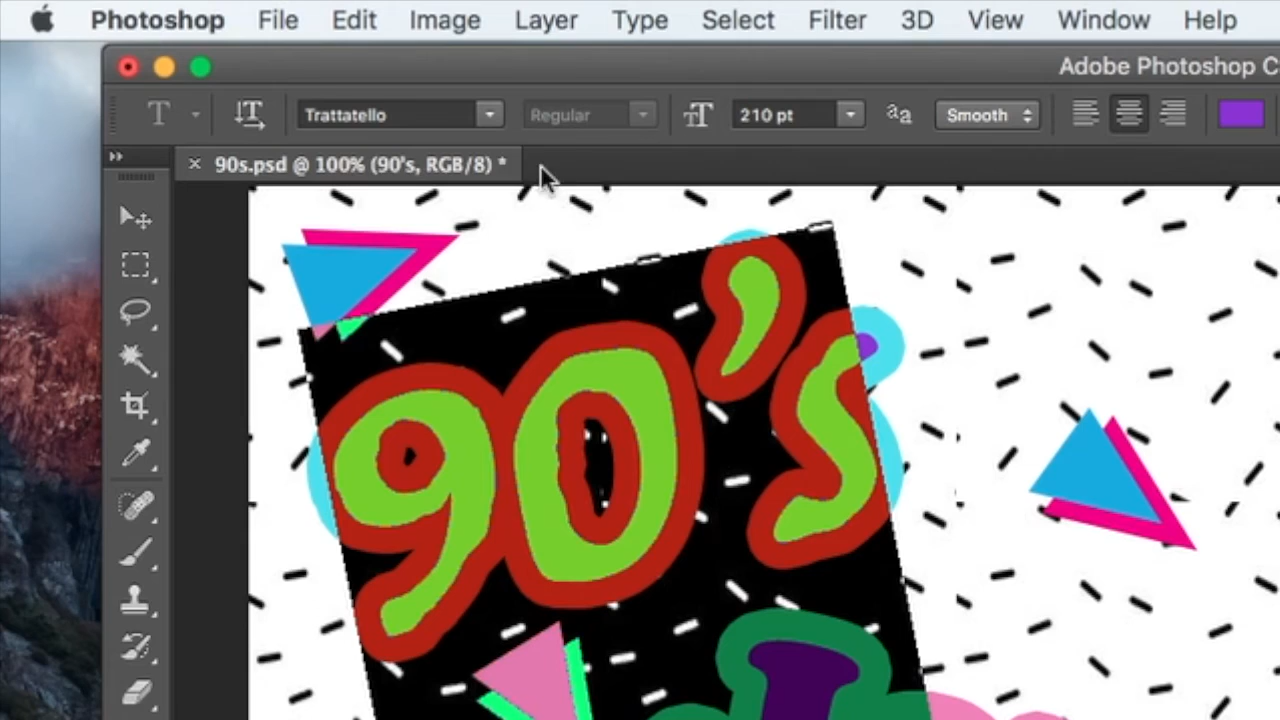 Photoshop File Edit Image Layer Type Select Filter 3D View Window Help
Adobe Photoshop C
T T Trattatello Regular TT 210 pt aa Smooth
90s.psd @ 100% (90's, RGB/8) *
90's